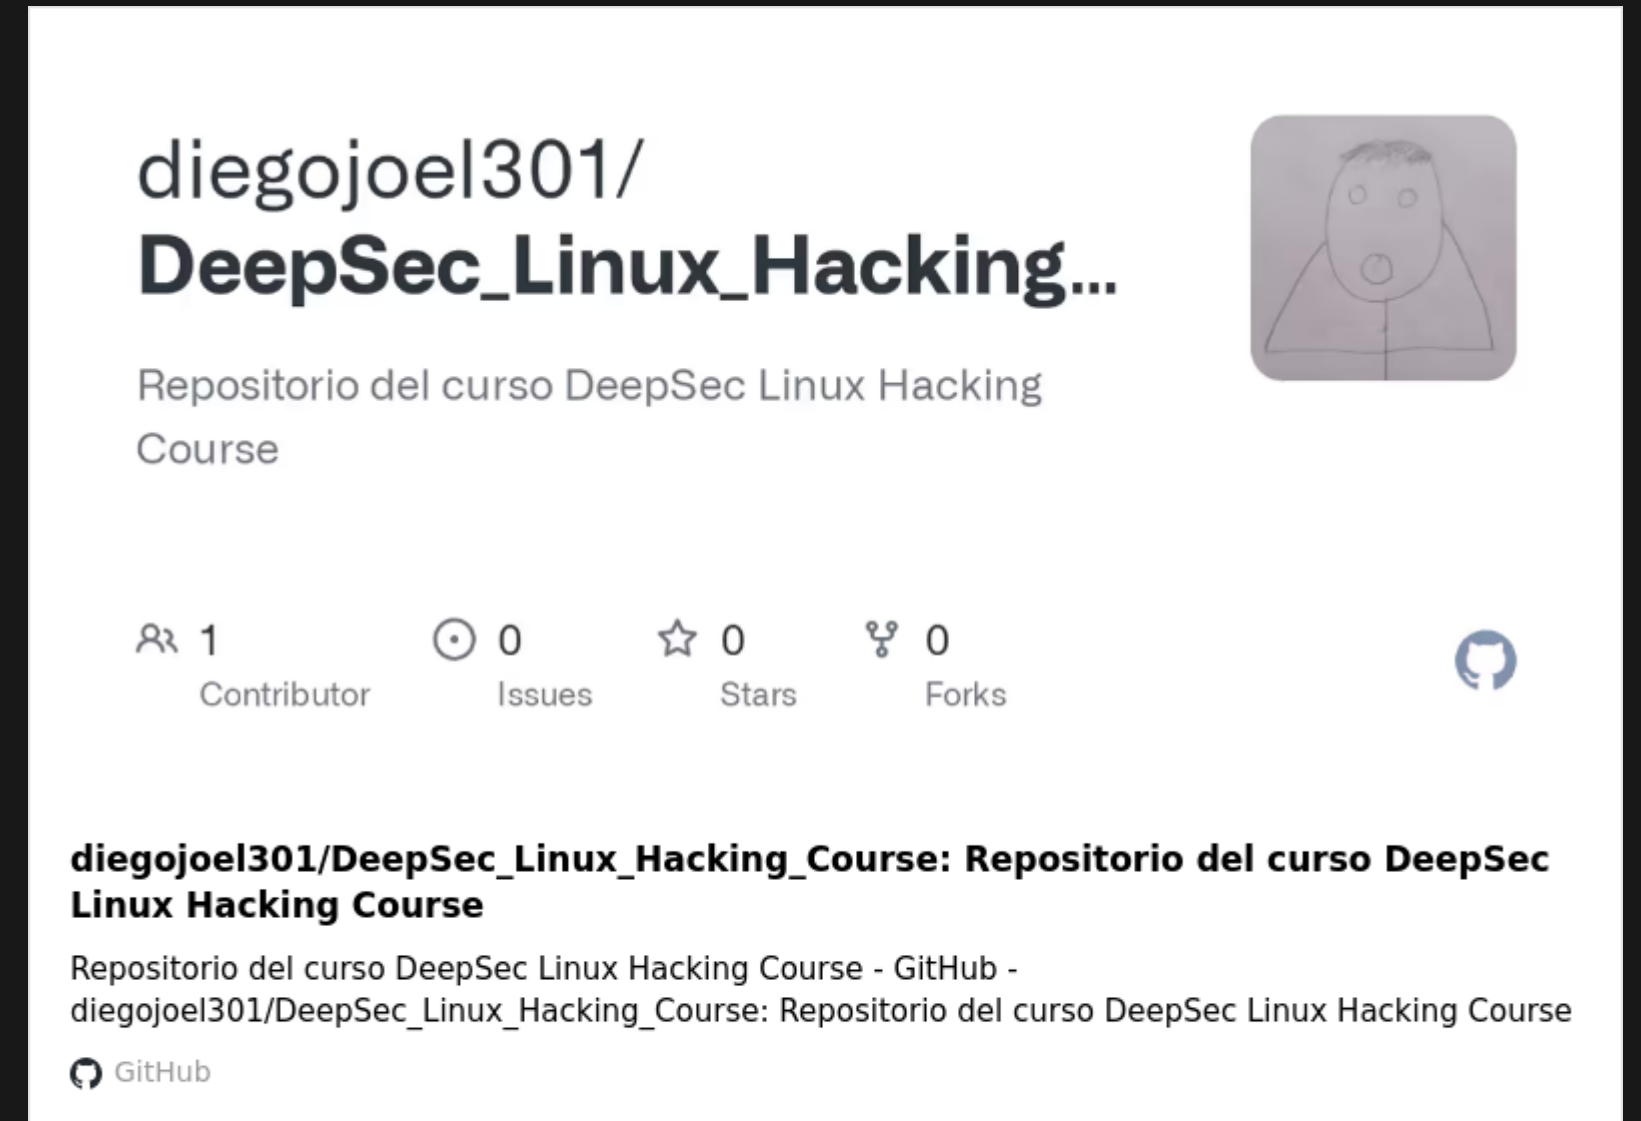 diegojoel301/
DeepSec_Linux_Hacking...
Repositorio del curso DeepSec Linux Hacking
Course
1
Contributor
0
Issues
0
Stars
0
Forks
diegojoel301/DeepSec_Linux_Hacking_Course: Repositorio del curso DeepSec
Linux Hacking Course
Repositorio del curso DeepSec Linux Hacking Course - GitHub -
diegojoel301/DeepSec_Linux_Hacking_Course: Repositorio del curso DeepSec Linux Hacking Course
GitHub